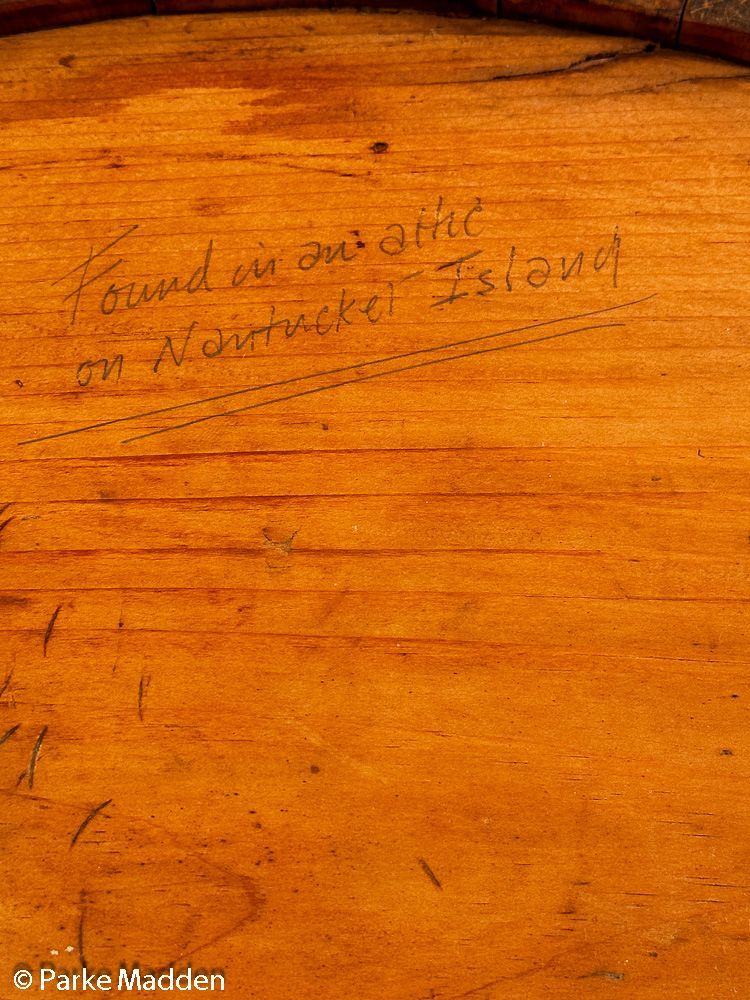 Found in an attic
on Nantucket Island
© Parke Madden